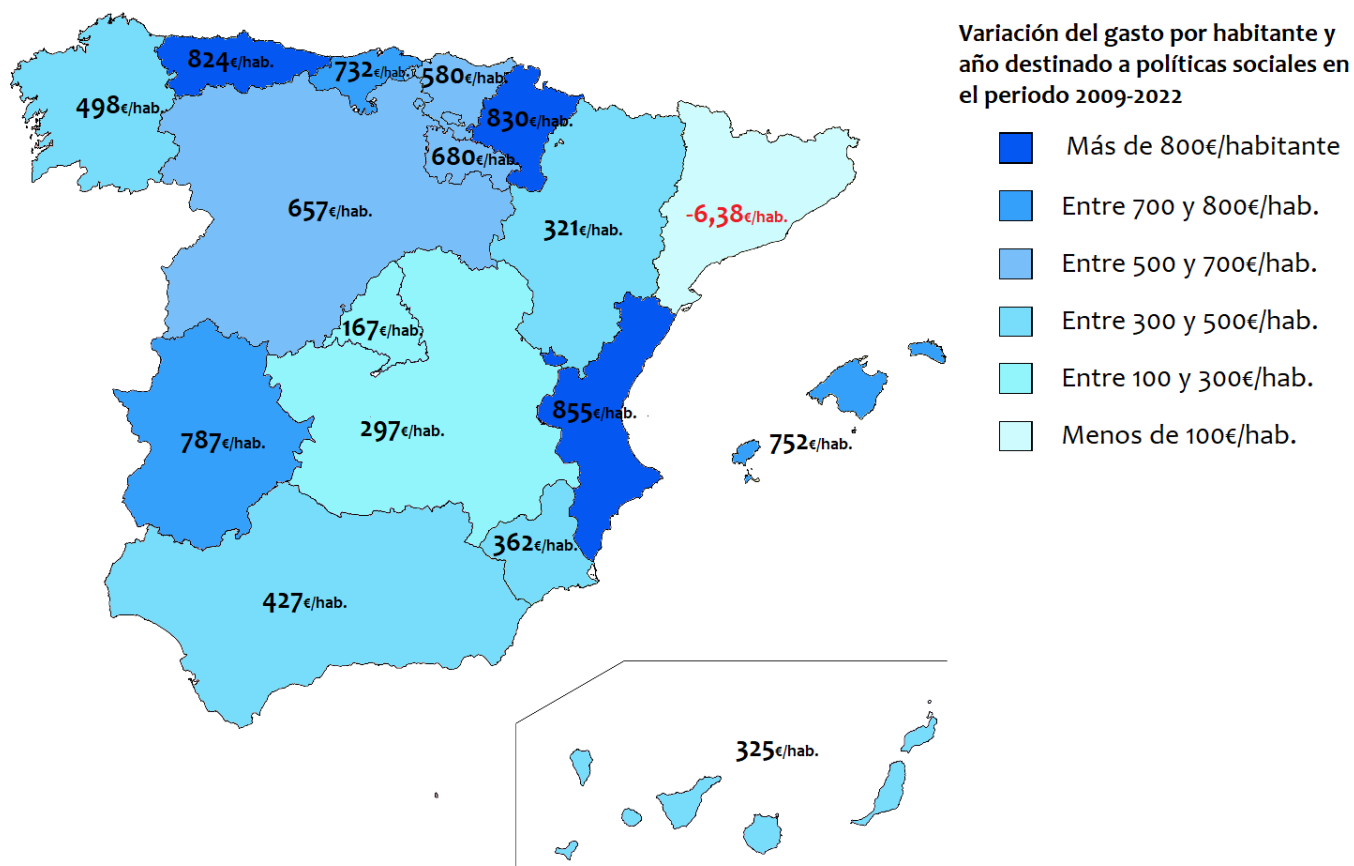 Variación del gasto por habitante y
año destinado a políticas sociales en
el periodo 2009-2022
Más de 800€/habitante
Entre 700 y 800€/hab.
Entre 500 y 700€/hab.
Entre 300 y 500€/hab.
Entre 100 y 300€/hab.
Menos de 100€/hab.
824€/hab.
732€/hab.
580€/hab.
498€/hab.
830€/hab.
680€/hab.
657€/hab.
321€/hab.
-6,38€/hab.
167€/hab.
855€/hab.
787€/hab.
297€/hab.
752€/hab.
362€/hab.
427€/hab.
325€/hab.